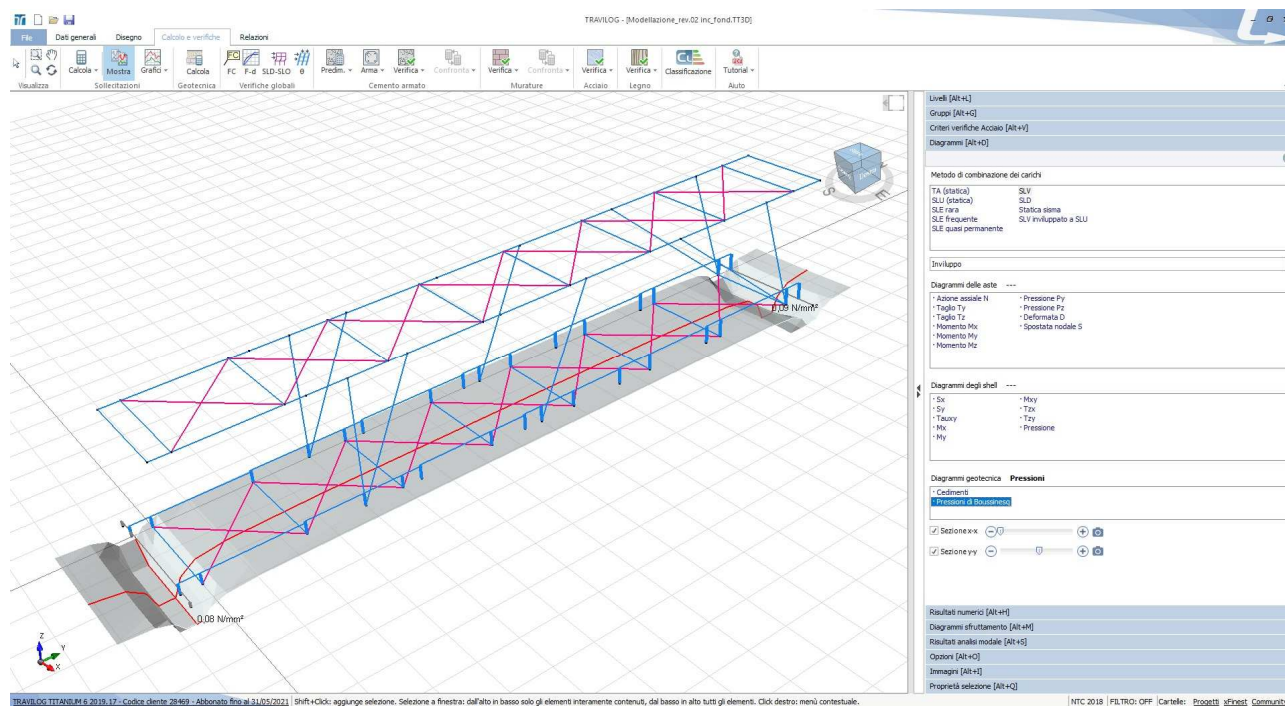 TRAVILOG - [Modellazione_rev.02 inc_fond.TT3D]
File Dati generali Disegno Calcolo e verifiche Relazioni
Calcola Mostra Grafici Calcola FC F-d SLD-SLO θ Predim. Arma Verifica Confronta Verifica Confronta Verifica Verifica Classificazione Tutorial
Visualizza Sollecitazioni Geotecnica Verifiche globali Cemento armato Murature Acciaio Legno Aiuto
Livelli [Alt+L]
Gruppi [Alt+G]
Criteri verifiche Acciaio [Alt+V]
Diagrammi [Alt+D]
Metodo di combinazione dei carichi
TA (statica) SLV
SLU (statica) SLD
SLE rara Statica sisma
SLE frequente SLV inviluppato a SLU
SLE quasi permanente
Inviluppo
Diagrammi delle aste ---
Azione assiale N Pressione Py
Taglio Ty Pressione Pz
Taglio Tz Deformata D
Momento Mx Spostata nodale S
Momento My
Momento Mz
Diagrammi degli shell ---
Sx Mxy
Sy Tzx
Tauxy Tzy
Mx Pressione
My
Diagrammi geotecnica Pressioni
Cedimenti
Pressioni di Boussinesq
Sezione x-x
Sezione y-y
Risultati numerici [Alt+H]
Diagrammi sfruttamento [Alt+M]
Risultati analisi modale [Alt+S]
Opzioni [Alt+O]
Immagini [Alt+I]
Proprietà selezione [Alt+Q]
S E
0,09 N/mm²
0,08 N/mm²
Z
Y
X
TRAVILOG TITANIUM 6 2019.17 - Codice cliente 28469 - Abbonato fino al 31/05/2021 Shift+Click: aggiunge selezione. Selezione a finestra: dall'alto in basso solo gli elementi interamente contenuti, dal basso in alto tutti gli elementi. Click destro: menù contestuale. NTC 2018 FILTRO: OFF Cartelle: Progetti xFinest Communit